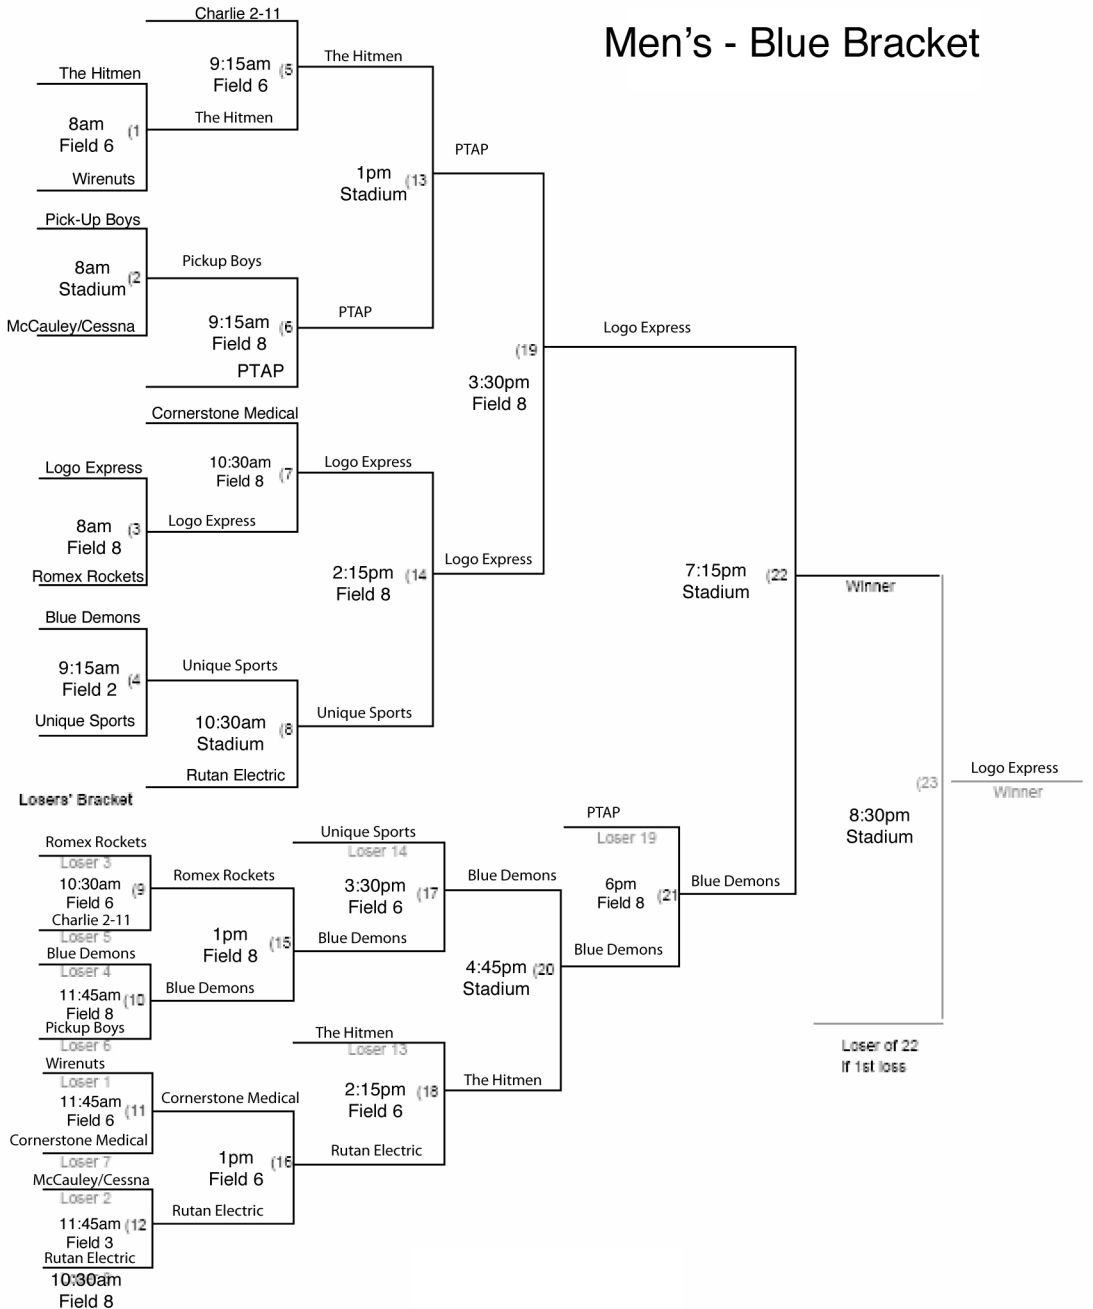 Men's - Blue Bracket
Charlie 2-11
9:15am
Field 6
(5
The Hitmen
The Hitmen
8am
Field 6
(1
The Hitmen
Wirenuts
1pm
Stadium
(13
PTAP
Pick-Up Boys
8am
Stadium
(2
Pickup Boys
McCauley/Cessna
9:15am
Field 8
(6
PTAP
PTAP
(19
3:30pm
Field 8
Logo Express
Cornerstone Medical
10:30am
Field 8
(7
Logo Express
Logo Express
8am
Field 8
(3
Logo Express
Romex Rockets
2:15pm
Field 8
(14
Logo Express
7:15pm
Stadium
(22
Winner
Blue Demons
9:15am
Field 2
(4
Unique Sports
Unique Sports
10:30am
Stadium
(8
Unique Sports
Rutan Electric
Losers' Bracket
(23
8:30pm
Stadium
Logo Express
Winner
Romex Rockets
Loser 3
10:30am
Field 6
(9
Romex Rockets
Charlie 2-11
Loser 5
Unique Sports
Loser 14
3:30pm
Field 6
(17
Blue Demons
PTAP
Loser 19
6pm
Field 8
(21
Blue Demons
1pm
Field 8
(15
Blue Demons
Blue Demons
Loser 4
11:45am
Field 8
(10
Blue Demons
Pickup Boys
Loser 6
4:45pm
Stadium
(20
Blue Demons
Loser of 22
If 1st loss
Wirenuts
Loser 1
11:45am
Field 6
(11
Cornerstone Medical
Cornerstone Medical
Loser 7
The Hitmen
Loser 13
2:15pm
Field 6
(18
The Hitmen
1pm
Field 6
(16
Rutan Electric
McCauley/Cessna
Loser 2
11:45am
Field 3
(12
Rutan Electric
Rutan Electric
10:30am
Field 8